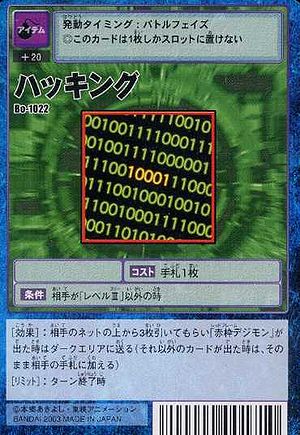 発動タイミング：バトルフェイズ
◎このカードは1枚しかスロットに置けない
アイテム
+20
ハッキング
Bo-1022
10010011110010
001111000001
10001
コスト 手札1枚
条件 相手が「レベルⅢ」以外の時
[効果]：相手のネットの上から3枚引いてもらい「赤枠デジモン」が
出た時はダークエリアに送る（それ以外のカードが出た時は、その
まま相手の手札に加える）
[リミット]：ターン終了時
©本郷あきよし・東映アニメーション
BANDAI 2003 MADE IN JAPAN